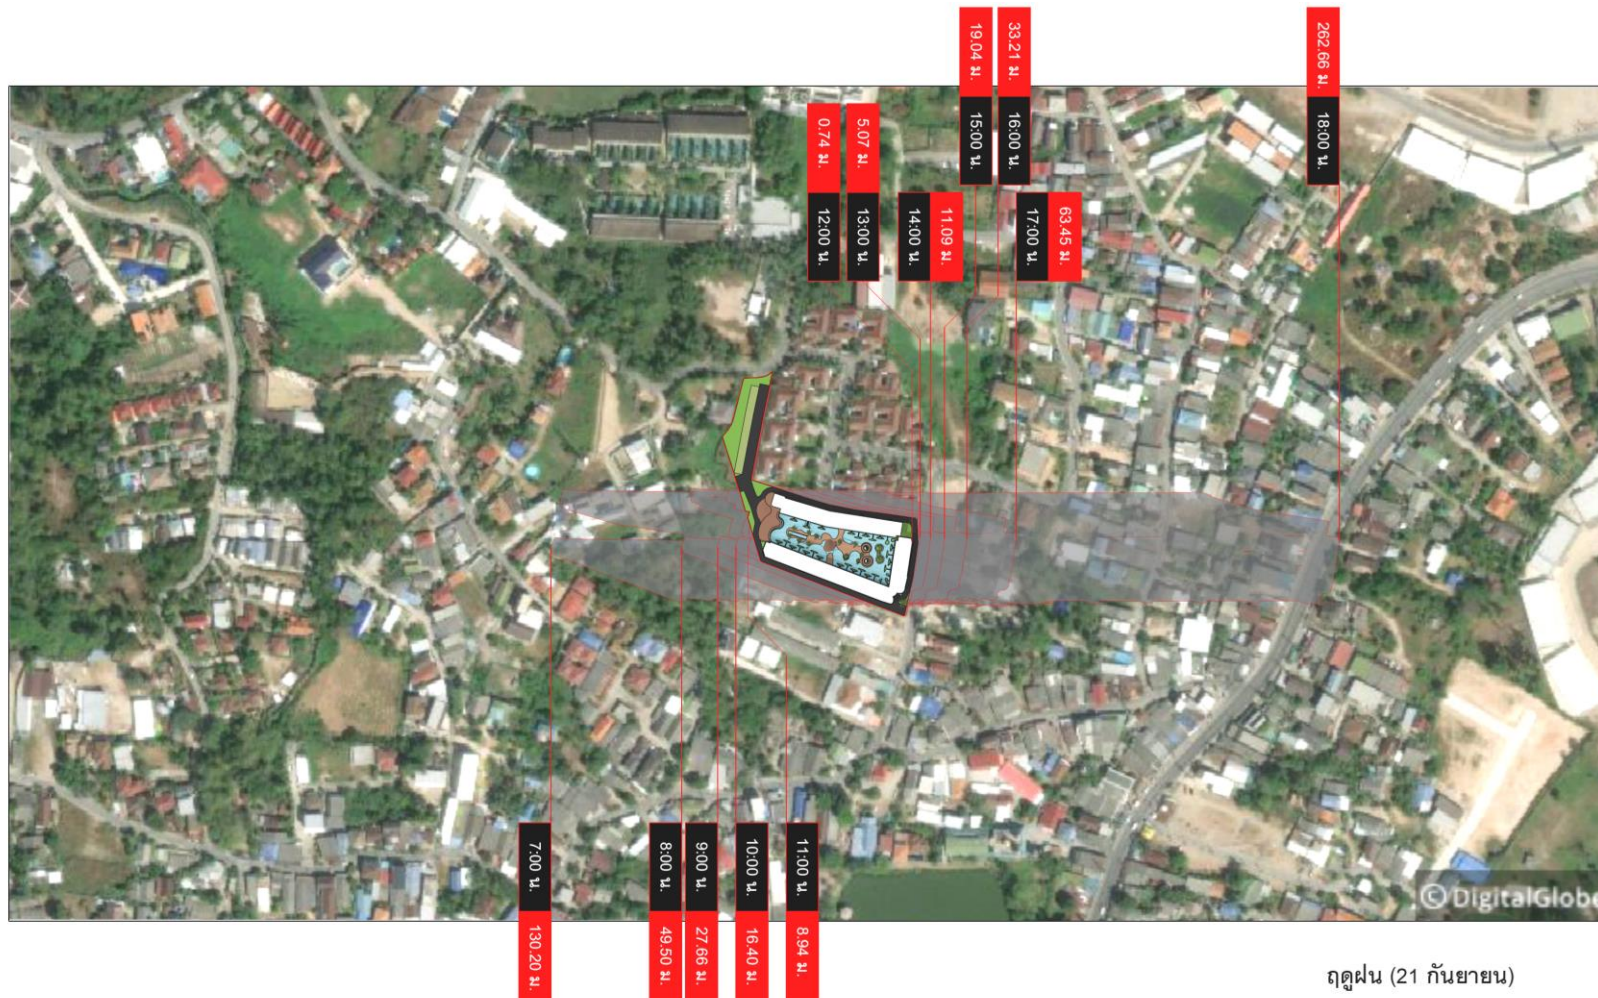 19.04 ม.
15:00 น.
33.21 ม.
16:00 น.
262.66 ม.
18:00 น.
0.74 ม.
12:00 น.
5.07 ม.
13:00 น.
14:00 น.
11.09 ม.
17:00 น.
63.45 ม.
7:00 น.
130.20 ม.
8:00 น.
49.50 ม.
9:00 น.
27.66 ม.
10:00 น.
16.40 ม.
11:00 น.
8.94 ม.
© DigitalGlobe
ฤดูฝน (21 กันยายน)